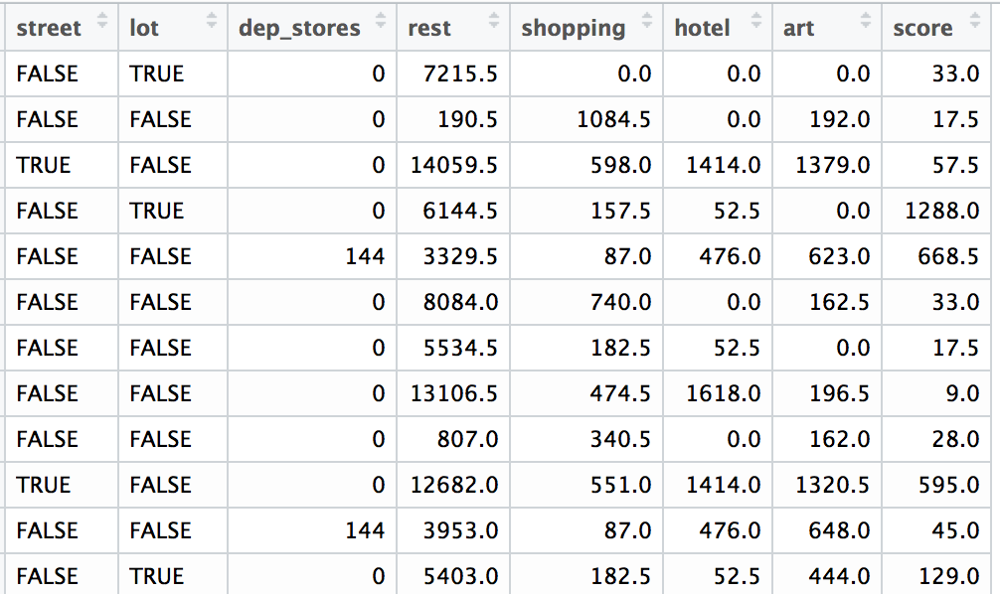 street lot dep_stores rest shopping hotel art score
FALSE TRUE 0 7215.5 0.0 0.0 0.0 33.0
FALSE FALSE 0 190.5 1084.5 0.0 192.0 17.5
TRUE FALSE 0 14059.5 598.0 1414.0 1379.0 57.5
FALSE TRUE 0 6144.5 157.5 52.5 0.0 1288.0
FALSE FALSE 144 3329.5 87.0 476.0 623.0 668.5
FALSE FALSE 0 8084.0 740.0 0.0 162.5 33.0
FALSE FALSE 0 5534.5 182.5 52.5 0.0 17.5
FALSE FALSE 0 13106.5 474.5 1618.0 196.5 9.0
FALSE FALSE 0 807.0 340.5 0.0 162.0 28.0
TRUE FALSE 0 12682.0 551.0 1414.0 1320.5 595.0
FALSE FALSE 144 3953.0 87.0 476.0 648.0 45.0
FALSE TRUE 0 5403.0 182.5 52.5 444.0 129.0